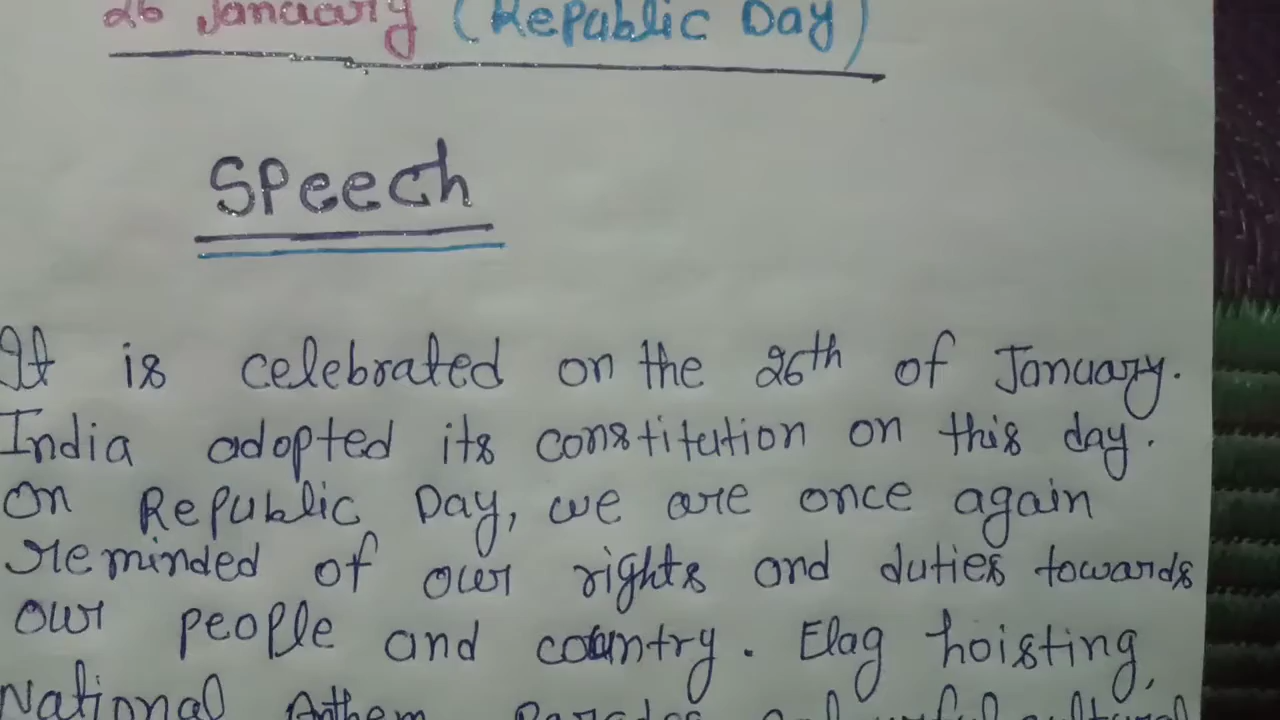 26 January (Republic Day)
Speech
It is celebrated on the 26th of January.
India adopted its constitution on this day.
On Republic Day, we are once again
reminded of our rights and duties towards
our people and country. Flag hoisting,
National Anthem